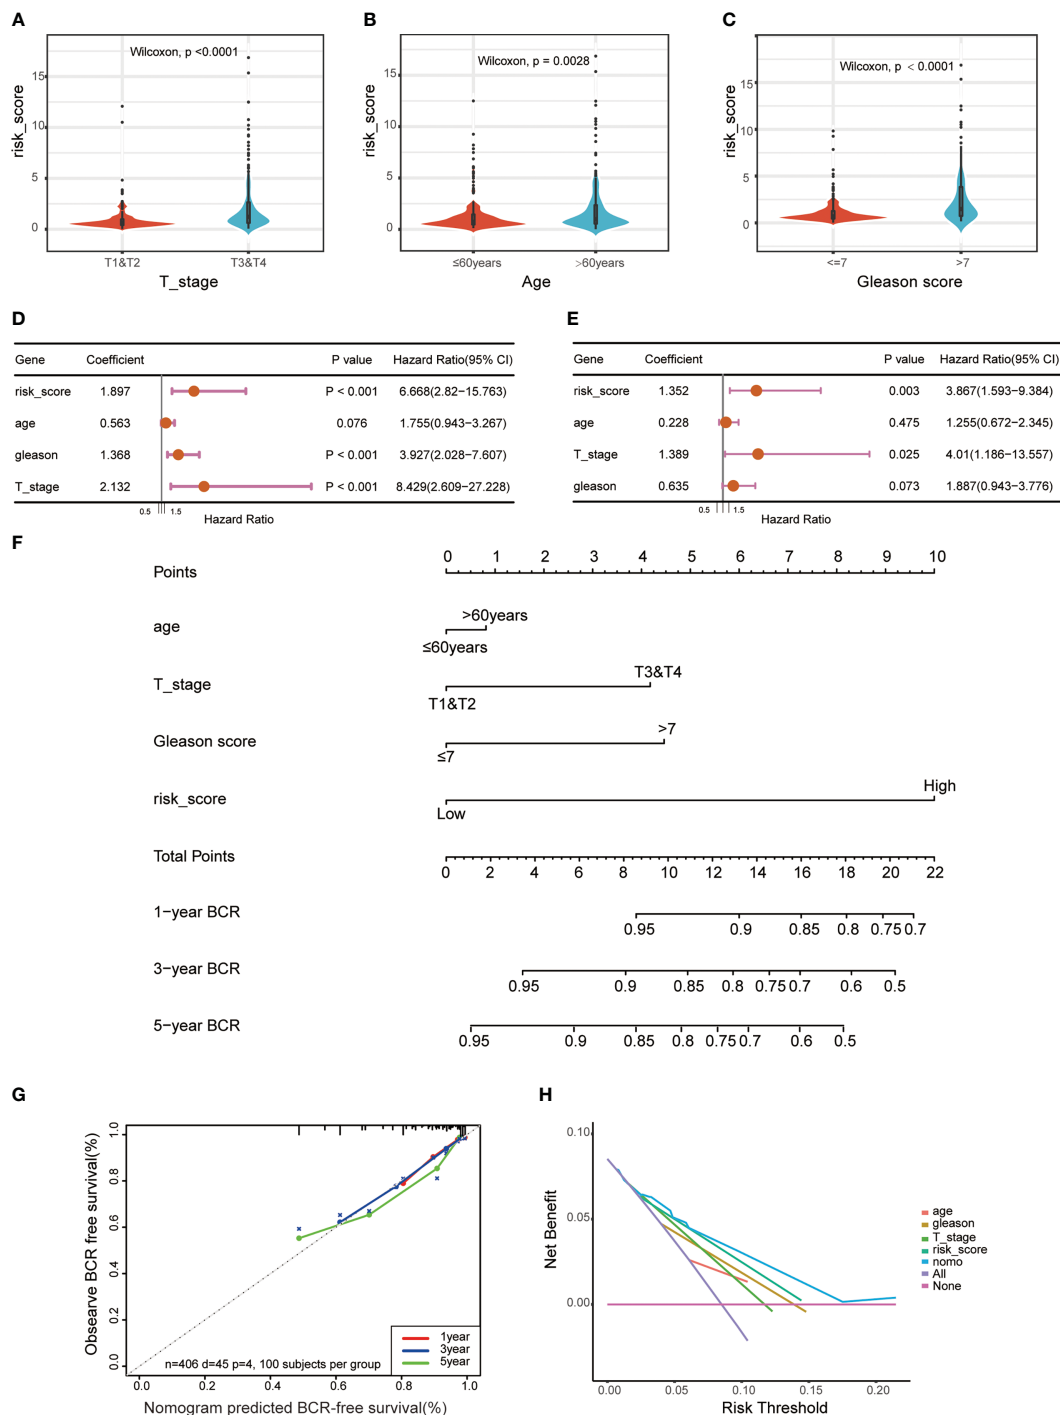 A
B
C
Wilcoxon, p <0.0001
Wilcoxon, p = 0.0028
Wilcoxon, p < 0.0001
risk_score
15
10
5
0
T1&T2
T3&T4
T_stage
risk_score
15
10
5
0
≤60years
>60years
Age
risk_score
15
10
5
0
<=7
>7
Gleason score
D
Gene Coefficient P value Hazard Ratio(95% CI)
risk_score 1.897 P < 0.001 6.668(2.82−15.763)
age 0.563 0.076 1.755(0.943−3.267)
gleason 1.368 P < 0.001 3.927(2.028−7.607)
T_stage 2.132 P < 0.001 8.429(2.609−27.228)
0.5 1.5
Hazard Ratio
E
Gene Coefficient P value Hazard Ratio(95% CI)
risk_score 1.352 0.003 3.867(1.593−9.384)
age 0.228 0.475 1.255(0.672−2.345)
T_stage 1.389 0.025 4.01(1.186−13.557)
gleason 0.635 0.073 1.887(0.943−3.776)
0.5 1.5
Hazard Ratio
F
0 1 2 3 4 5 6 7 8 9 10
Points
>60years
age
≤60years
T3&T4
T_stage
T1&T2
>7
Gleason score
≤7
High
risk_score
Low
Total Points
0 2 4 6 8 10 12 14 16 18 20 22
1−year BCR
0.95 0.9 0.85 0.8 0.75 0.7
3−year BCR
0.95 0.9 0.85 0.8 0.75 0.7 0.6 0.5
5−year BCR
0.95 0.9 0.85 0.8 0.75 0.7 0.6 0.5
G
Obsearve BCR free survival(%)
1.0
0.8
0.6
0.4
0.2
0.0
1year
3year
5year
n=406 d=45 p=4, 100 subjects per group
0.0 0.2 0.4 0.6 0.8 1.0
Nomogram predicted BCR-free survival(%)
H
Net Benefit
0.10
0.05
0.00
age
gleason
T_stage
risk_score
nomo
All
None
0.00 0.05 0.10 0.15 0.20
Risk Threshold